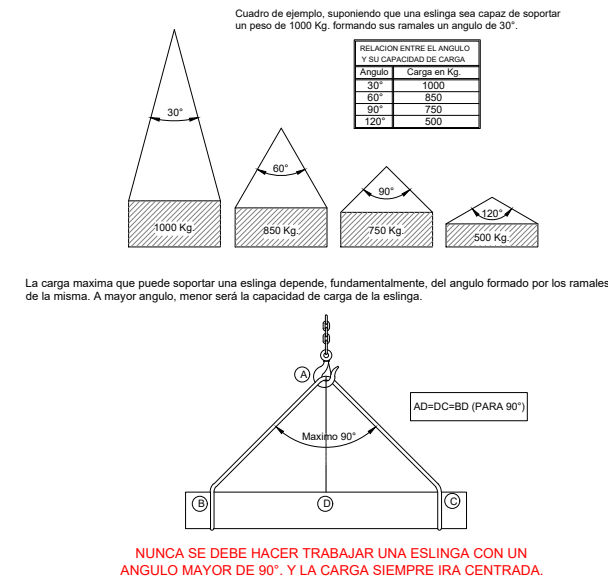 Cuadro de ejemplo, suponiendo que una eslinga sea capaz de soportar
un peso de 1000 Kg. formando sus ramales un angulo de 30°.
RELACION ENTRE EL ANGULO
Y SU CAPACIDAD DE CARGA
Angulo Carga en Kg.
30° 1000
60° 850
90° 750
120° 500
30°
60°
90°
120°
1000 Kg.
850 Kg.
750 Kg.
500 Kg.
La carga maxima que puede soportar una eslinga depende, fundamentalmente, del angulo formado por los ramales
de la misma. A mayor angulo, menor será la capacidad de carga de la eslinga.
A
AD=DC=BD (PARA 90°)
Maximo 90°
B
D
C
NUNCA SE DEBE HACER TRABAJAR UNA ESLINGA CON UN
ANGULO MAYOR DE 90°. Y LA CARGA SIEMPRE IRA CENTRADA.